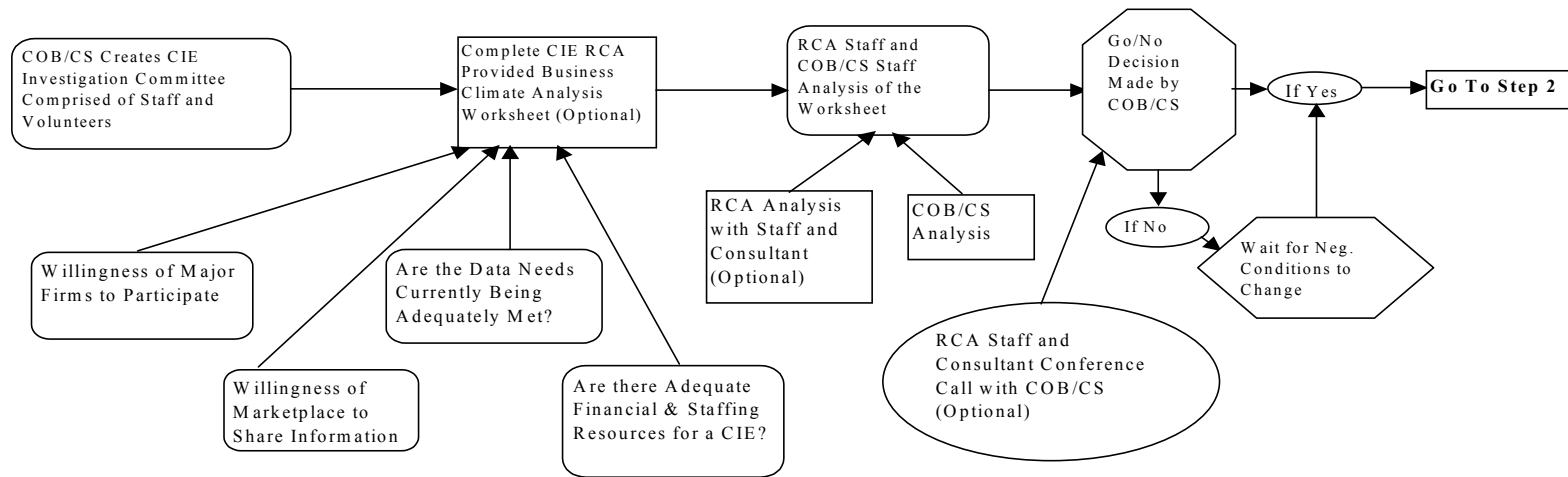 COB/CS Creates CIE
Investigation Committee
Comprised of Staff and
Volunteers
Complete CIE RCA
Provided Business
Climate Analysis
Worksheet (Optional)
RCA Staff and
COB/CS Staff
Analysis of the
Worksheet
Go/No
Decision
Made by
COB/CS
If Yes
Go To Step 2
Willingness of Major
Firms to Participate
Willingness of
Marketplace to
Share Information
Are the Data Needs
Currently Being
Adequately Met?
Are there Adequate
Financial & Staffing
Resources for a CIE?
RCA Analysis
with Staff and
Consultant
(Optional)
COB/CS
Analysis
RCA Staff and
Consultant Conference
Call with COB/CS
(Optional)
If No
Wait for Neg.
Conditions to
Change